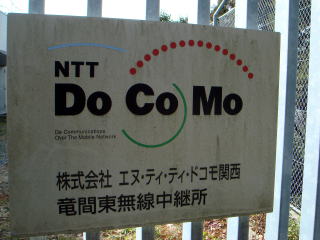 NTT
Do Co Mo
Do Communications
Over The Mobile Network
株式会社 エヌ・ティ・ティ・ドコモ関西
竜間東無線中継所